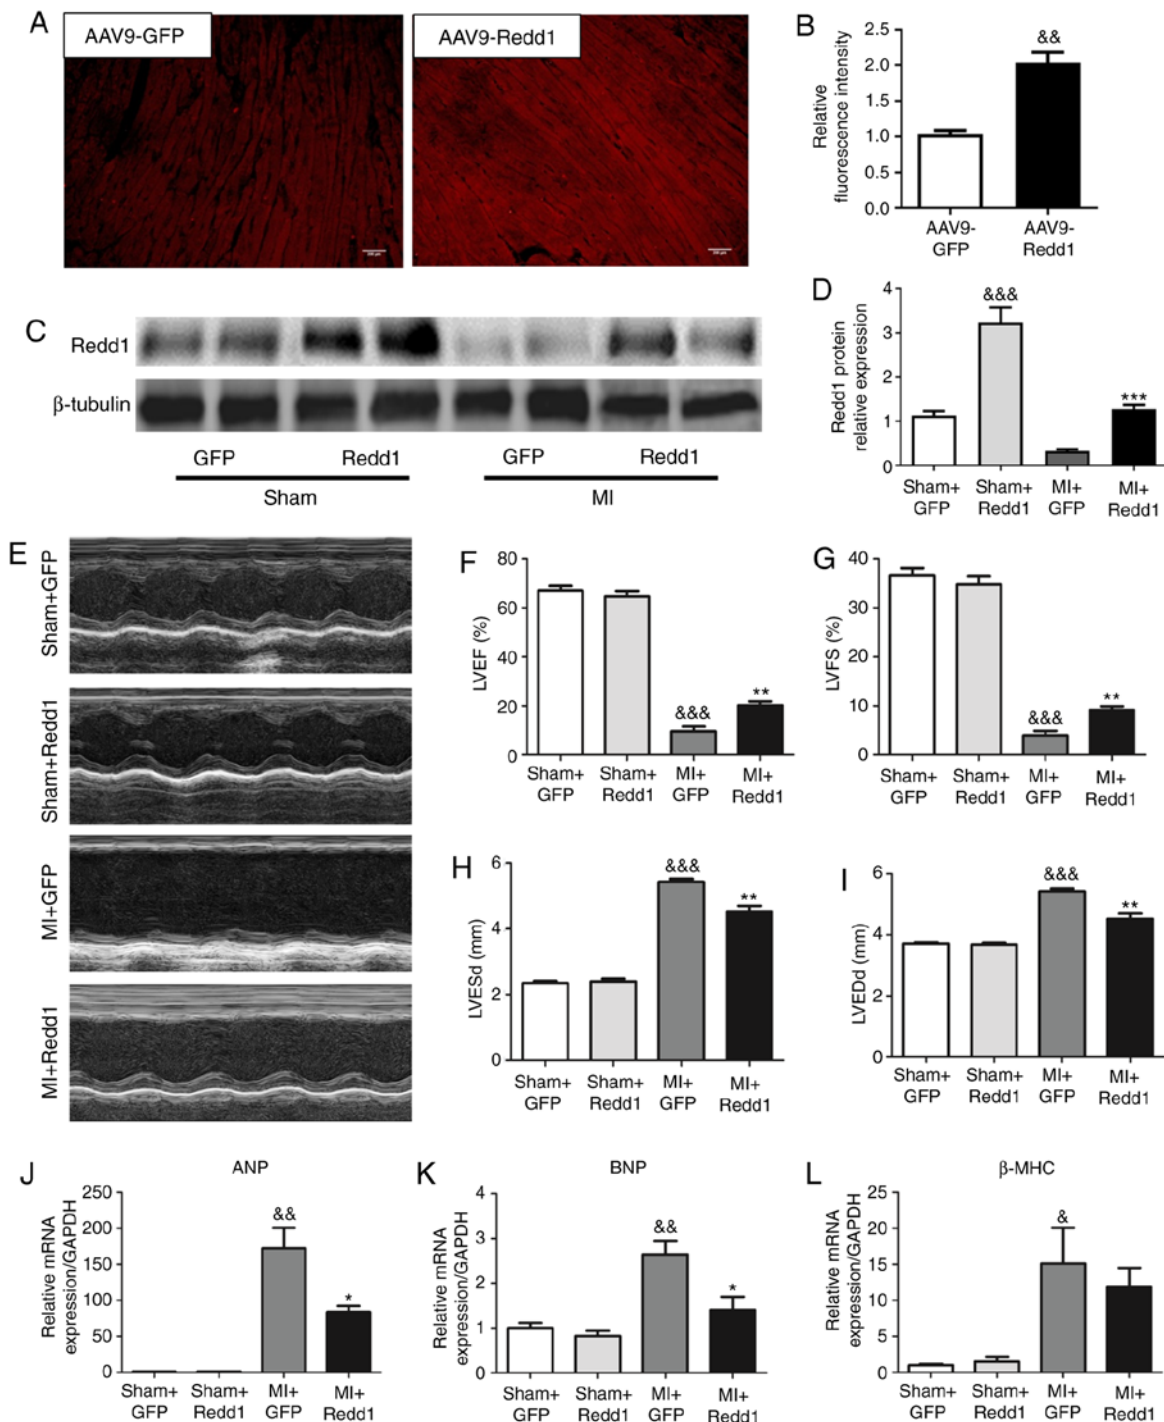 A
AAV9-GFP
AAV9-Redd1
B
&&
Relative
fluorescence intensity
2.5
2.0
1.5
1.0
0.5
0.0
AAV9-
GFP
AAV9-
Redd1
C
Redd1
β-tubulin
GFP
Redd1
GFP
Redd1
Sham
MI
D
&&&
***
Redd1 protein
relative expression
4
3
2
1
0
Sham+
GFP
Sham+
Redd1
MI+
GFP
MI+
Redd1
E
Sham+GFP
Sham+Redd1
MI+GFP
MI+Redd1
F
LVEF (%)
80
60
40
20
0
&&&
**
Sham+
GFP
Sham+
Redd1
MI+
GFP
MI+
Redd1
G
LVFS (%)
40
30
20
10
0
&&&
**
Sham+
GFP
Sham+
Redd1
MI+
GFP
MI+
Redd1
H
LVESd (mm)
6
4
2
0
&&&
**
Sham+
GFP
Sham+
Redd1
MI+
GFP
MI+
Redd1
I
LVEDd (mm)
6
4
2
0
&&&
**
Sham+
GFP
Sham+
Redd1
MI+
GFP
MI+
Redd1
J
ANP
Relative mRNA
expression/GAPDH
250
200
150
100
50
0
&&
*
Sham+
GFP
Sham+
Redd1
MI+
GFP
MI+
Redd1
K
BNP
Relative mRNA
expression/GAPDH
4
3
2
1
0
&&
*
Sham+
GFP
Sham+
Redd1
MI+
GFP
MI+
Redd1
L
β-MHC
Relative mRNA
expression/GAPDH
25
20
15
10
5
0
&
Sham+
GFP
Sham+
Redd1
MI+
GFP
MI+
Redd1